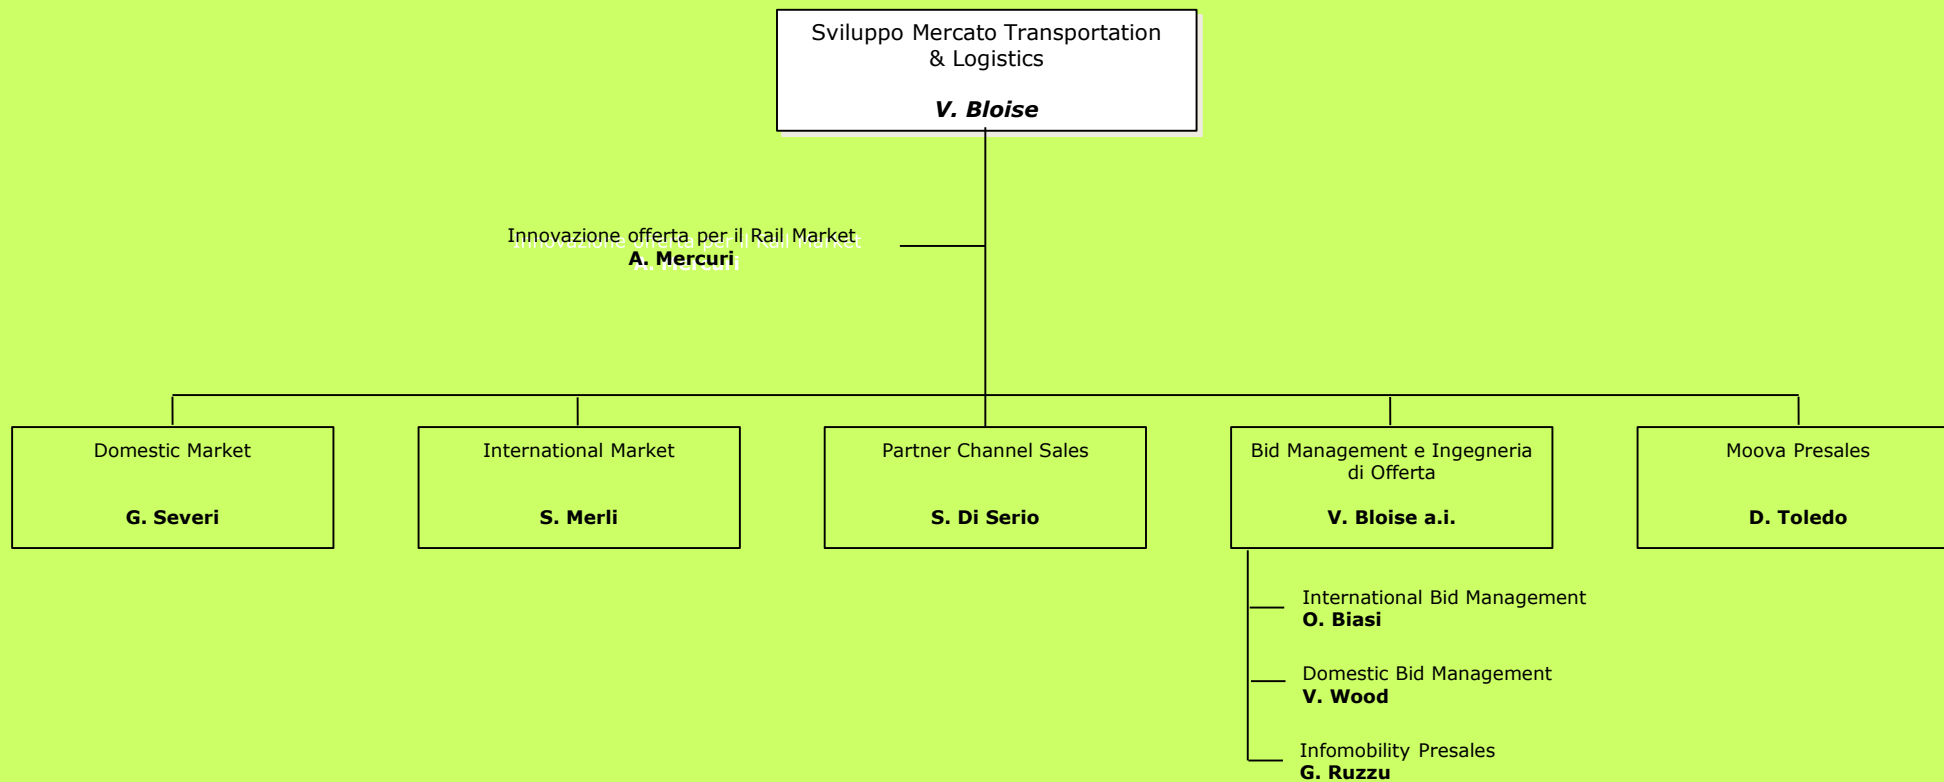 Sviluppo Mercato Transportation
& Logistics
V. Bloise
Innovazione offerta per il Rail Market
A. Mercuri
Domestic Market
G. Severi
International Market
S. Merli
Partner Channel Sales
S. Di Serio
Bid Management e Ingegneria
di Offerta
V. Bloise a.i.
Moova Presales
D. Toledo
International Bid Management
O. Biasi
Domestic Bid Management
V. Wood
Infomobility Presales
G. Ruzzu